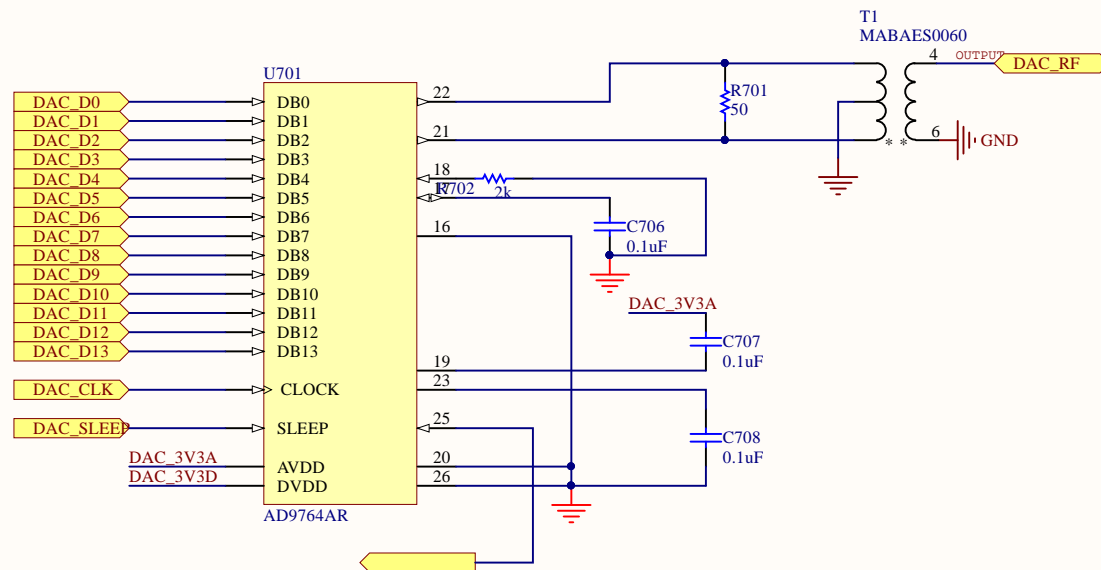 T1
MABAES0060
4
OUTPUT
DAC_RF
U701
22
R701
50
DAC_D0
DB0
DAC_D1
DB1
21
DAC_D2
DB2
6
GND
* *
DAC_D3
DB3
18
DAC_D4
DB4
R702
2k
17
DAC_D5
DB5
DAC_D6
DB6
16
C706
0.1uF
DAC_D7
DB7
DAC_D8
DB8
DAC_D9
DB9
DAC_D10
DB10
DAC_3V3A
DAC_D11
DB11
DAC_D12
DB12
C707
0.1uF
DAC_D13
DB13
19
23
DAC_CLK
CLOCK
25
DAC_SLEEP
SLEEP
C708
0.1uF
DAC_3V3A
AVDD
20
DAC_3V3D
DVDD
26
AD9764AR